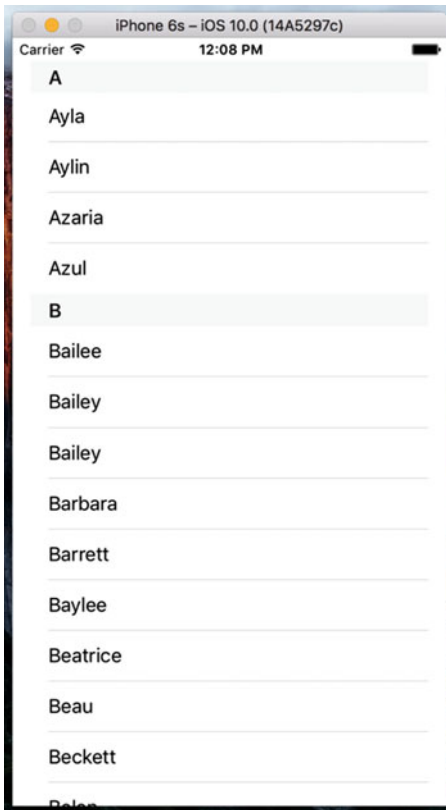 iPhone 6s – iOS 10.0 (14A5297c)
Carrier 12:08 PM
A
Ayla
Aylin
Azaria
Azul
B
Bailee
Bailey
Bailey
Barbara
Barrett
Baylee
Beatrice
Beau
Beckett